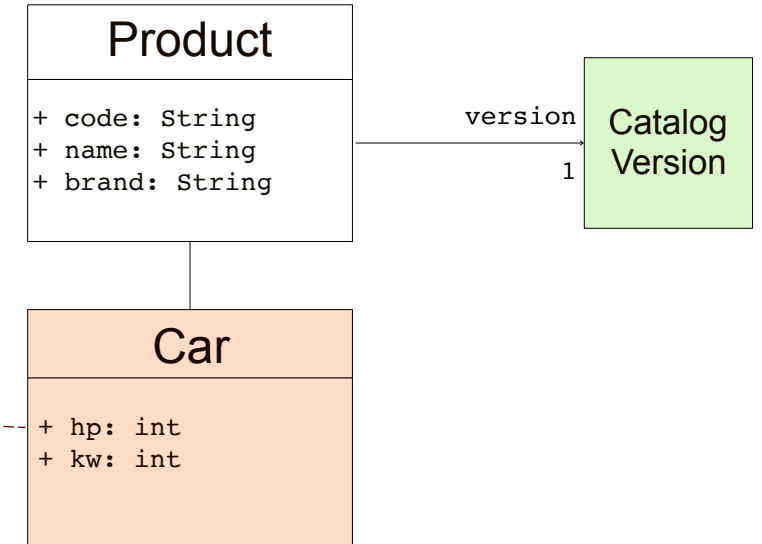 Product
+ code: String
+ name: String
+ brand: String
version
1
Catalog
Version
Car
+ hp: int
+ kw: int